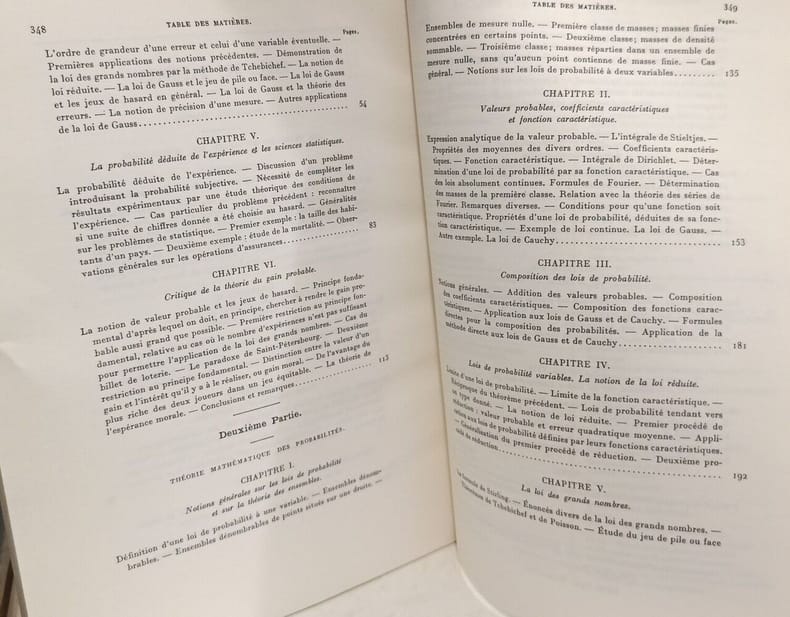 348
TABLE DES MATIÈRES.
Pages.
L'ordre de grandeur d'une erreur et celui d'une variable éventuelle. —
Premières applications des notions précédentes. — Démonstration de
la loi des grands nombres par la méthode de Tchebichef. — La notion de
loi réduite. — La loi de Gauss et le jeu de pile ou face. — La loi de Gauss
et les jeux de hasard en général. — La loi de Gauss et la théorie des
erreurs. — La notion de précision d'une mesure. — Autres applications
de la loi de Gauss 54
CHAPITRE V.
La probabilité déduite de l'expérience et les sciences statistiques.
La probabilité déduite de l'expérience. — Discussion d'un problème
introduisant la probabilité subjective. — Nécessité de compléter les
résultats expérimentaux par une étude théorique des conditions de
l'expérience. — Cas particulier du problème précédent : reconnaître
si une suite de chiffres donnée a été choisie au hasard. — Généralités
sur les problèmes de statistique. — Premier exemple : la taille des habi-
tants d'un pays. — Deuxième exemple : étude de la mortalité. — Obser-
vations générales sur les opérations d'assurances 83
CHAPITRE VI.
Critique de la théorie du gain probable.
La notion de valeur probable et les jeux de hasard. — Principe fonda-
mental d'après lequel on doit, en principe, chercher à rendre le gain pro-
bable aussi grand que possible. — Première restriction au principe fon-
damental, relative au cas où le nombre d'expériences n'est pas suffisant
pour permettre l'application de la loi des grands nombres. — Cas du
billet de loterie. — Le paradoxe de Saint-Pétersbourg. — Deuxième
restriction au principe fondamental. — Distinction entre la valeur d'un
gain et l'intérêt qu'il y a à le réaliser, ou gain moral. — De l'avantage du
plus riche des deux joueurs dans un jeu équitable. — La théorie de
l'espérance morale. — Conclusions et remarques 113
Deuxième Partie.
THÉORIE MATHÉMATIQUE DES PROBABILITÉS.
CHAPITRE I.
Notions générales sur les lois de probabilité
et sur la théorie des ensembles.
Définition d'une loi de probabilité à une variable. — Ensembles dénom-
brables. — Ensembles dénombrables de points situés sur une droite. —
TABLE DES MATIÈRES.
349
Pages.
Ensembles de mesure nulle. — Première classe de masses; masses finies
concentrées en certains points. — Deuxième classe; masses de densité
sommable. — Troisième classe; masses réparties dans un ensemble de
mesure nulle, sans qu'aucun point contienne de masse finie. — Cas
général. — Notions sur les lois de probabilité à deux variables 135
CHAPITRE II.
Valeurs probables, coefficients caractéristiques
et fonction caractéristique.
Expression analytique de la valeur probable. — L'intégrale de Stieltjes. —
Propriétés des moyennes des divers ordres. — Coefficients caractéris-
tiques. — Fonction caractéristique. — Intégrale de Dirichlet. — Déter-
mination d'une loi de probabilité par sa fonction caractéristique. — Cas
des lois absolument continues. Formules de Fourier. — Détermination
des masses de la première classe. Relation avec la théorie des séries de
Fourier. Remarques diverses. — Conditions pour qu'une fonction soit
caractéristique. Propriétés d'une loi de probabilité, déduites de sa fonc-
tion caractéristique. — Exemple de loi continue. La loi de Gauss. —
Autre exemple. La loi de Cauchy 153
CHAPITRE III.
Composition des lois de probabilité.
Notions générales. — Addition des valeurs probables. — Composition
des coefficients caractéristiques. — Composition des fonctions carac-
téristiques. — Application aux lois de Gauss et de Cauchy. — Formules
directes pour la composition des probabilités. — Application de la
méthode directe aux lois de Gauss et de Cauchy 181
CHAPITRE IV.
Lois de probabilité variables. La notion de la loi réduite.
Limite d'une loi de probabilité. — Limite de la fonction caractéristique. —
Réciproque du théorème précédent. — Lois de probabilité tendant vers
un type donné. — La notion de loi réduite. — Premier procédé de
réduction : valeur probable et erreur quadratique moyenne. — Appli-
cation aux lois de probabilité définies par leurs fonctions caractéristiques.
— Généralisation du premier procédé de réduction. — Deuxième pro-
cédé de réduction 192
CHAPITRE V.
La loi des grands nombres.
La formule de Stirling. — Énoncés divers de la loi des grands nombres. —
Théorèmes de Tchebichef et de Poisson. — Étude du jeu de pile ou face